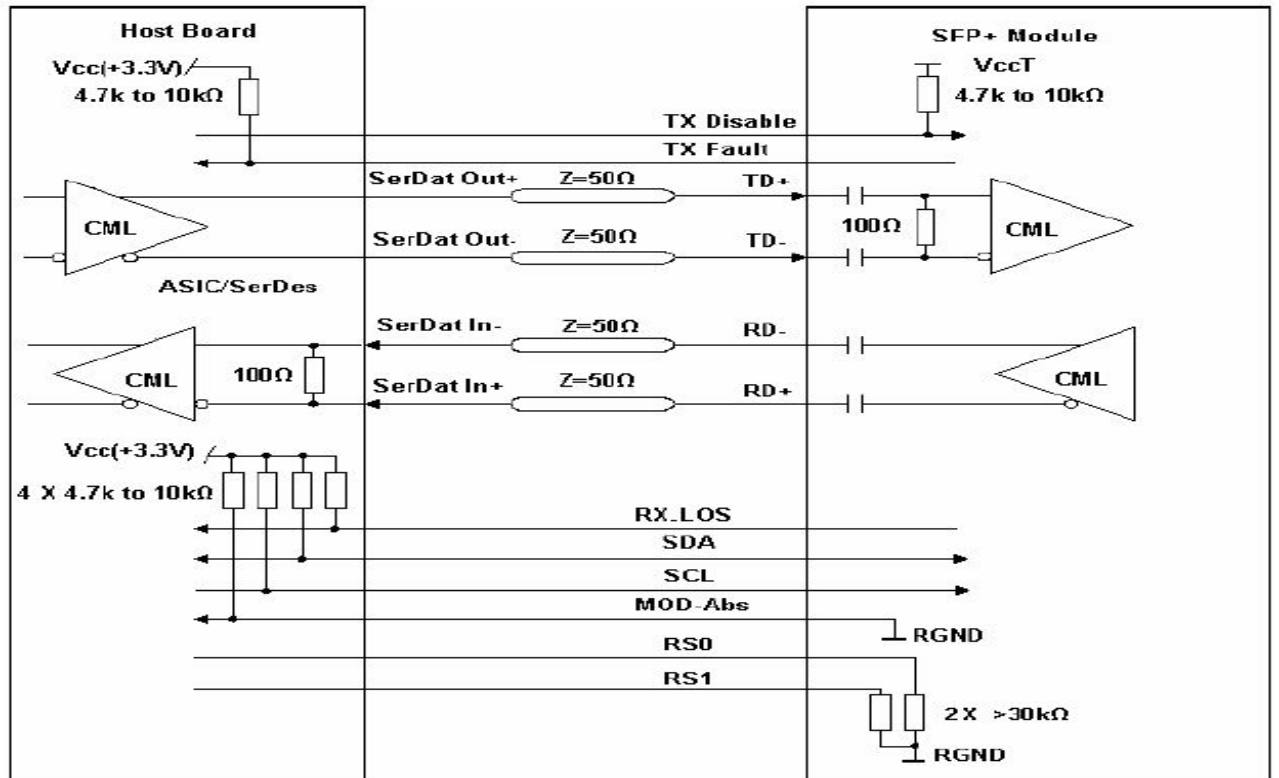 Host Board
SFP+ Module
Vcc(+3.3V)
VccT
4.7k to 10kΩ
4.7k to 10kΩ
TX Disable
TX Fault
SerDat Out+
Z=50Ω
TD+
CML
100Ω
CML
SerDat Out-
Z=50Ω
TD-
ASIC/SerDes
SerDat In-
Z=50Ω
RD-
CML
100Ω
SerDat In+
Z=50Ω
RD+
CML
Vcc(+3.3V)
4 X 4.7k to 10kΩ
RX_LOS
SDA
SCL
MOD-Abs
RGND
RS0
RS1
2X >30kΩ
RGND